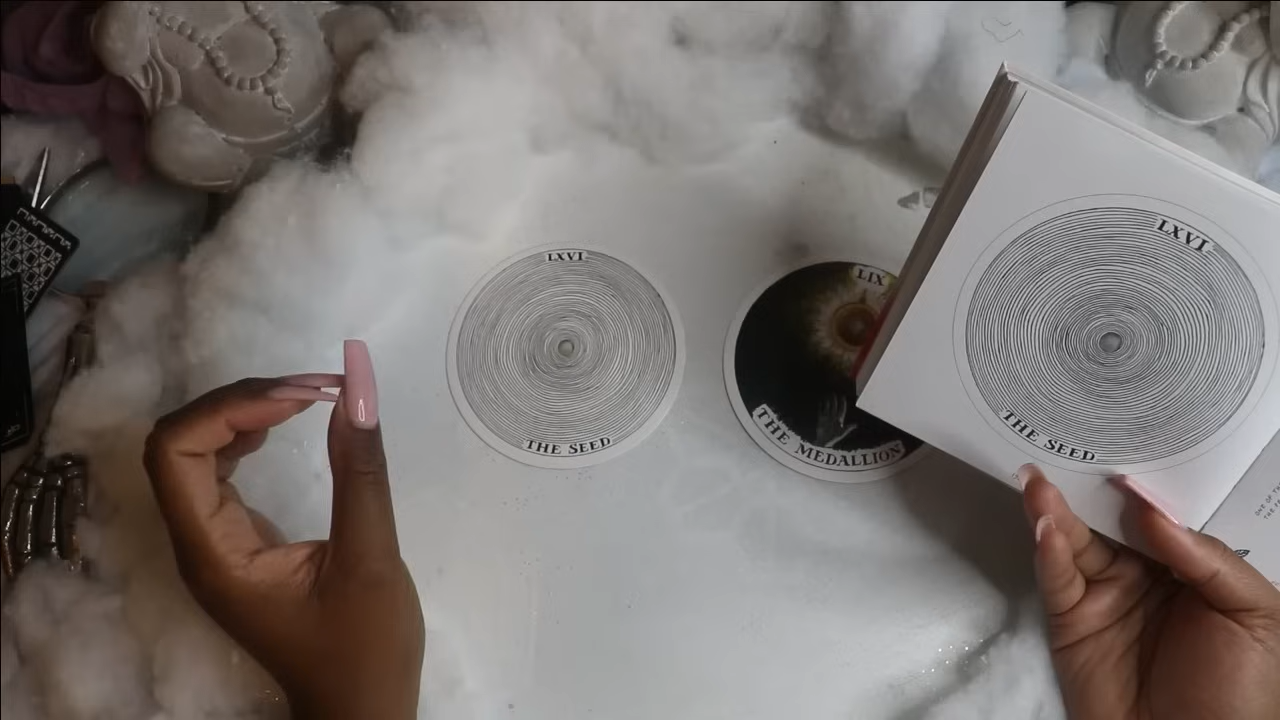 LXVI
THE SEED
LIX
THE MEDALLION
LXVI
THE SEED